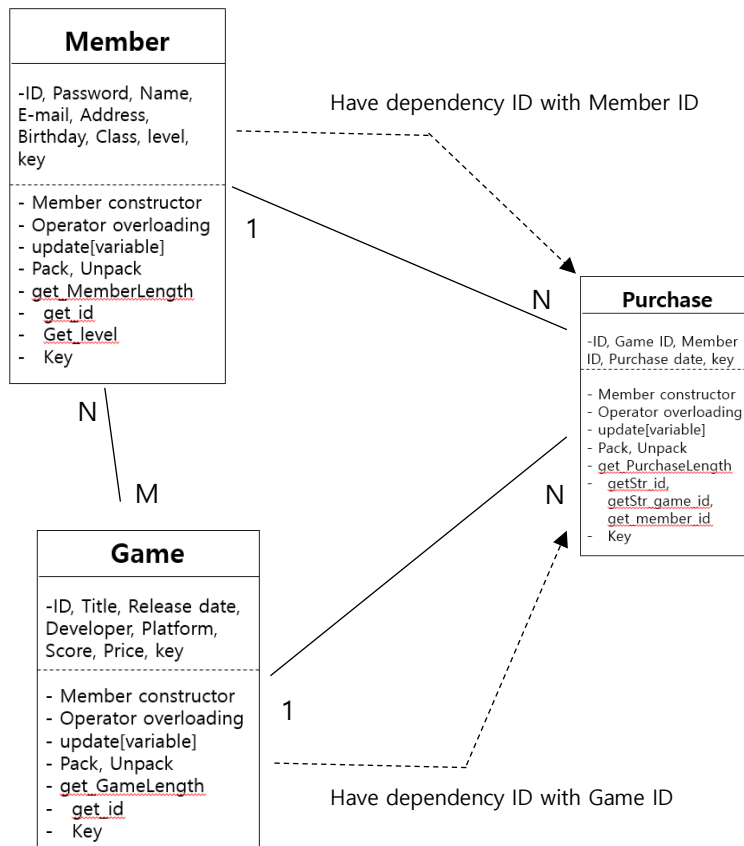 Member
-ID, Password, Name,
E-mail, Address,
Birthday, Class, level,
key
- Member constructor
- Operator overloading
- update[variable]
- Pack, Unpack
- get_MemberLength
- get_id
- Get_level
- Key
Have dependency ID with Member ID
1
N
Purchase
-ID, Game ID, Member
ID, Purchase date, key
- Member constructor
- Operator overloading
- update[variable]
- Pack, Unpack
- get_PurchaseLength
- getStr_id,
getStr_game_id,
get_member_id
- Key
N
M
N
Game
-ID, Title, Release date,
Developer, Platform,
Score, Price, key
- Member constructor
- Operator overloading
- update[variable]
- Pack, Unpack
- get_GameLength
- get_id
- Key
1
Have dependency ID with Game ID